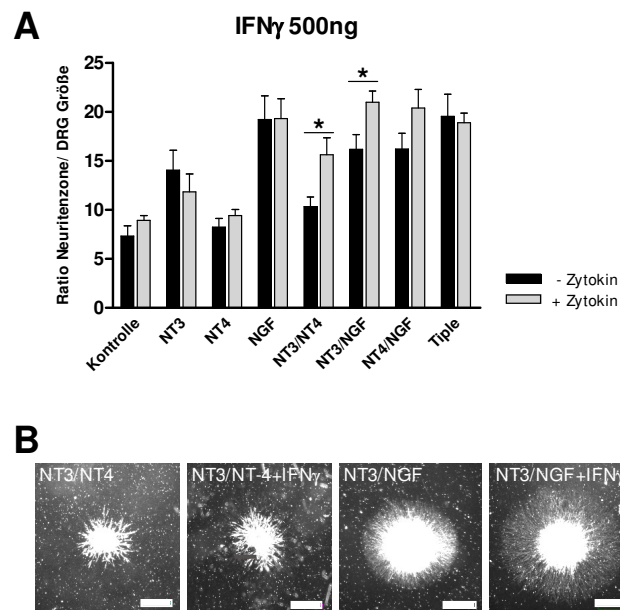 A
IFNγ 500ng
Ratio Neuritenzone/ DRG Größe
25
20
15
10
5
0
*
*
Kontrolle
NT3
NT4
NGF
NT3/NT4
NT3/NGF
NT4/NGF
Tiple
- Zytokin
+ Zytokin
B
NT3/NT4
NT3/NT-4+IFNγ
NT3/NGF
NT3/NGF+IFNγ